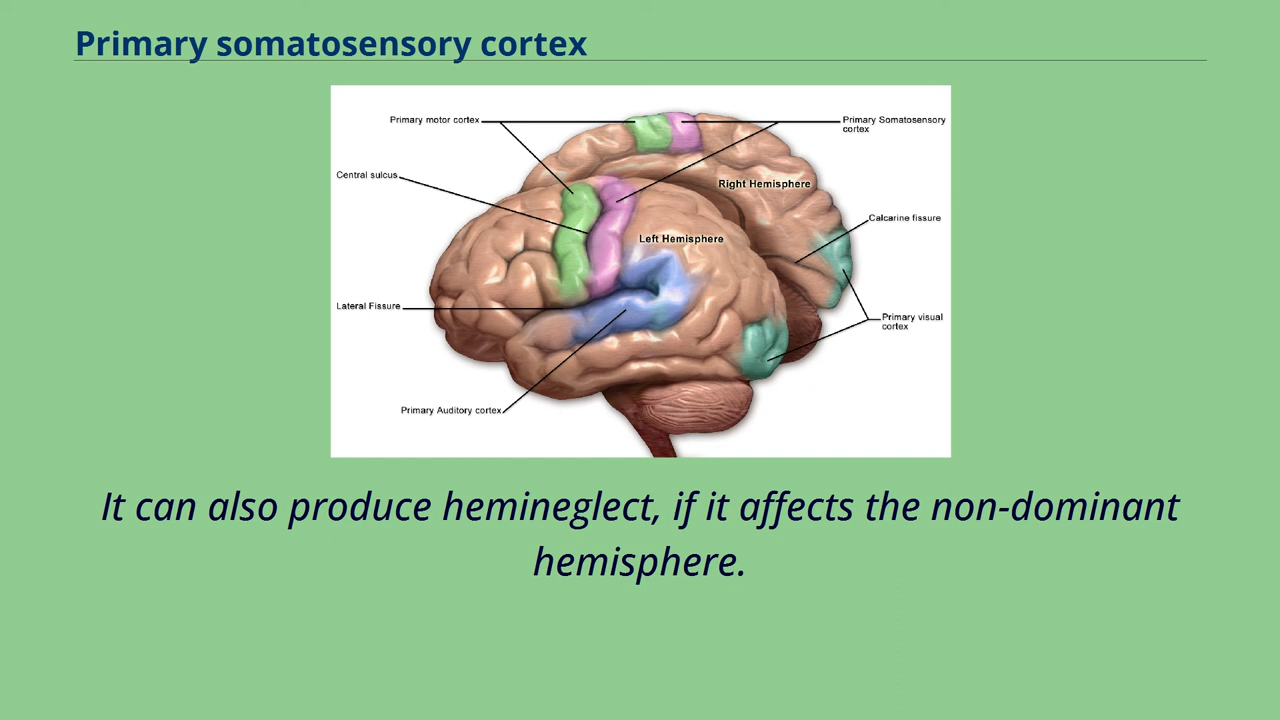 Primary somatosensory cortex
Primary motor cortex
Primary Somatosensory
cortex
Central sulcus
Right Hemisphere
Calcarine fissure
Left Hemisphere
Lateral Fissure
Primary visual
cortex
Primary Auditory cortex
It can also produce hemineglect, if it affects the non-dominant
hemisphere.